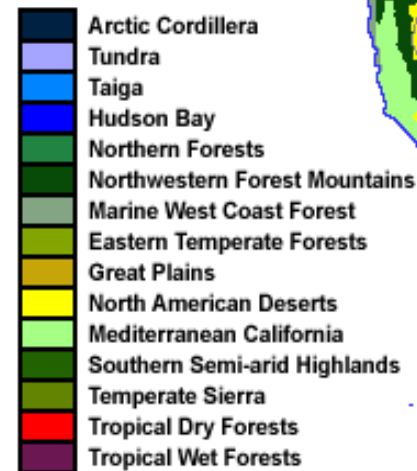 Arctic Cordillera
Tundra
Taiga
Hudson Bay
Northern Forests
Northwestern Forest Mountains
Marine West Coast Forest
Eastern Temperate Forests
Great Plains
North American Deserts
Mediterranean California
Southern Semi-arid Highlands
Temperate Sierra
Tropical Dry Forests
Tropical Wet Forests